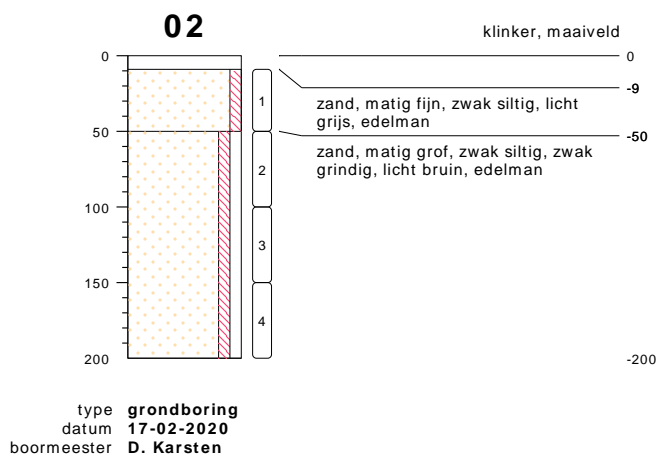 02
klinker, maaiveld
0
0
-9
1
zand, matig fijn, zwak siltig, licht
grijs, edelman
50
-50
zand, matig grof, zwak siltig, zwak
grindig, licht bruin, edelman
2
100
3
150
4
200
-200
type grondboring
datum 17-02-2020
boormeester D. Karsten